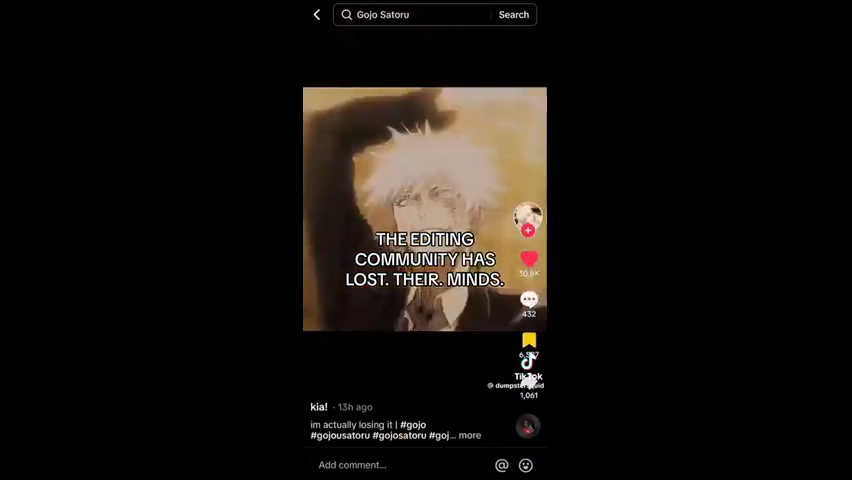 Gojo Satoru
Search
THE EDITING
COMMUNITY HAS
LOST. THEIR. MINDS.
432
TikTok
1,061
kia! · 13h ago
im actually losing it | #gojo
#gojousatoru #gojosatoru #goj... more
Add comment...